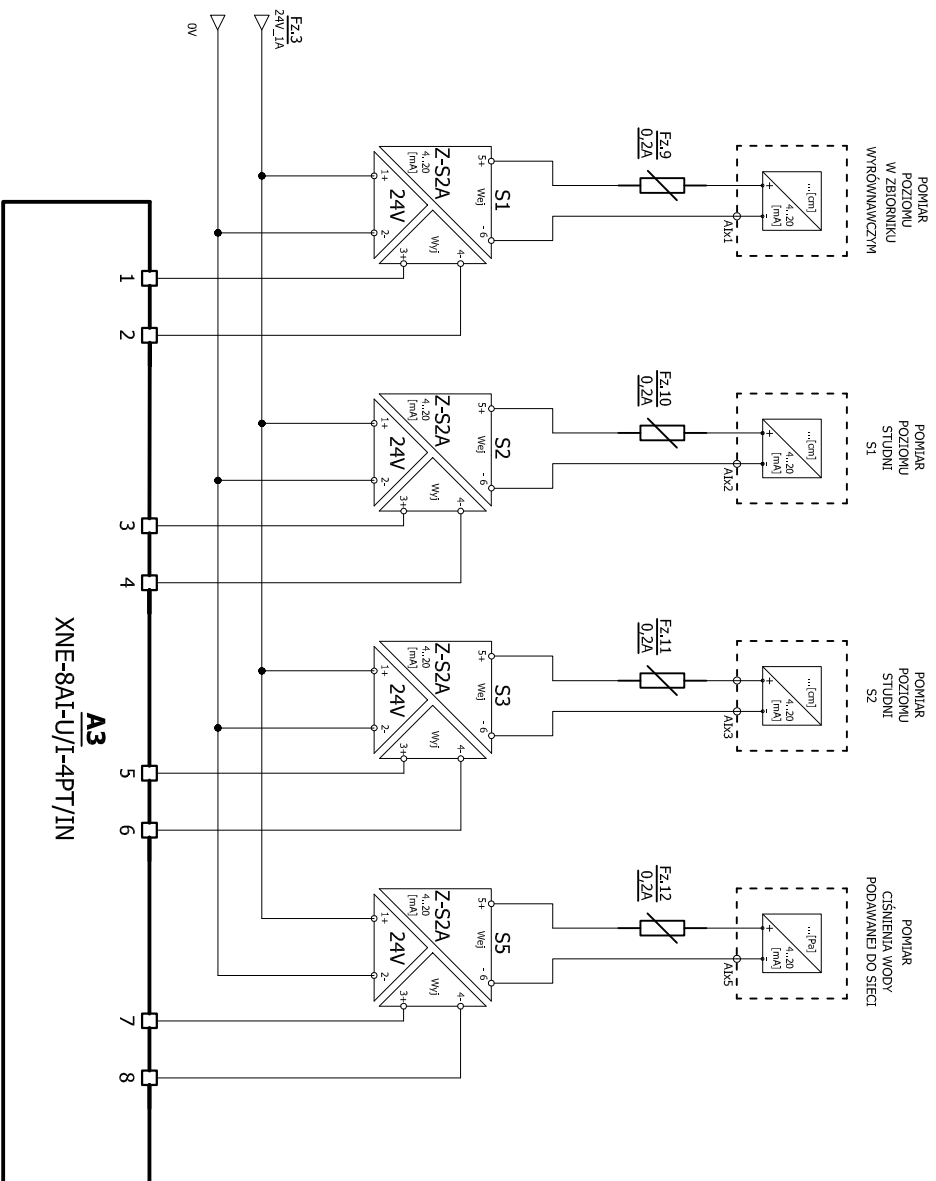 POMIAR
POZIOMU
W ZBIORNIKU
WYRÓWNAWCZYM
...[cm]
4..20
[mA]
+
-
AIx1
Fz.9
0,2A
S1
5+
Wej
- 6
Z-S2A
4..20
[mA]
Wyj
24V
1+
2-
3+
4-
POMIAR
POZIOMU
STUDNI
S1
...[cm]
4..20
[mA]
+
-
AIx2
Fz.10
0,2A
S2
5+
Wej
- 6
Z-S2A
4..20
[mA]
Wyj
24V
1+
2-
3+
4-
POMIAR
POZIOMU
STUDNI
S2
...[cm]
4..20
[mA]
+
-
AIx3
Fz.11
0,2A
S3
5+
Wej
- 6
Z-S2A
4..20
[mA]
Wyj
24V
1+
2-
3+
4-
POMIAR
CIŚNIENIA WODY
PODAWANEJ DO SIECI
...[Pa]
4..20
[mA]
+
-
AIx5
Fz.12
0,2A
S5
5+
Wej
- 6
Z-S2A
4..20
[mA]
Wyj
24V
1+
2-
3+
4-
Fz.3
24V_1A
0V
1
2
3
4
5
6
7
8
A3
XNE-8AI-U/I-4PT/IN